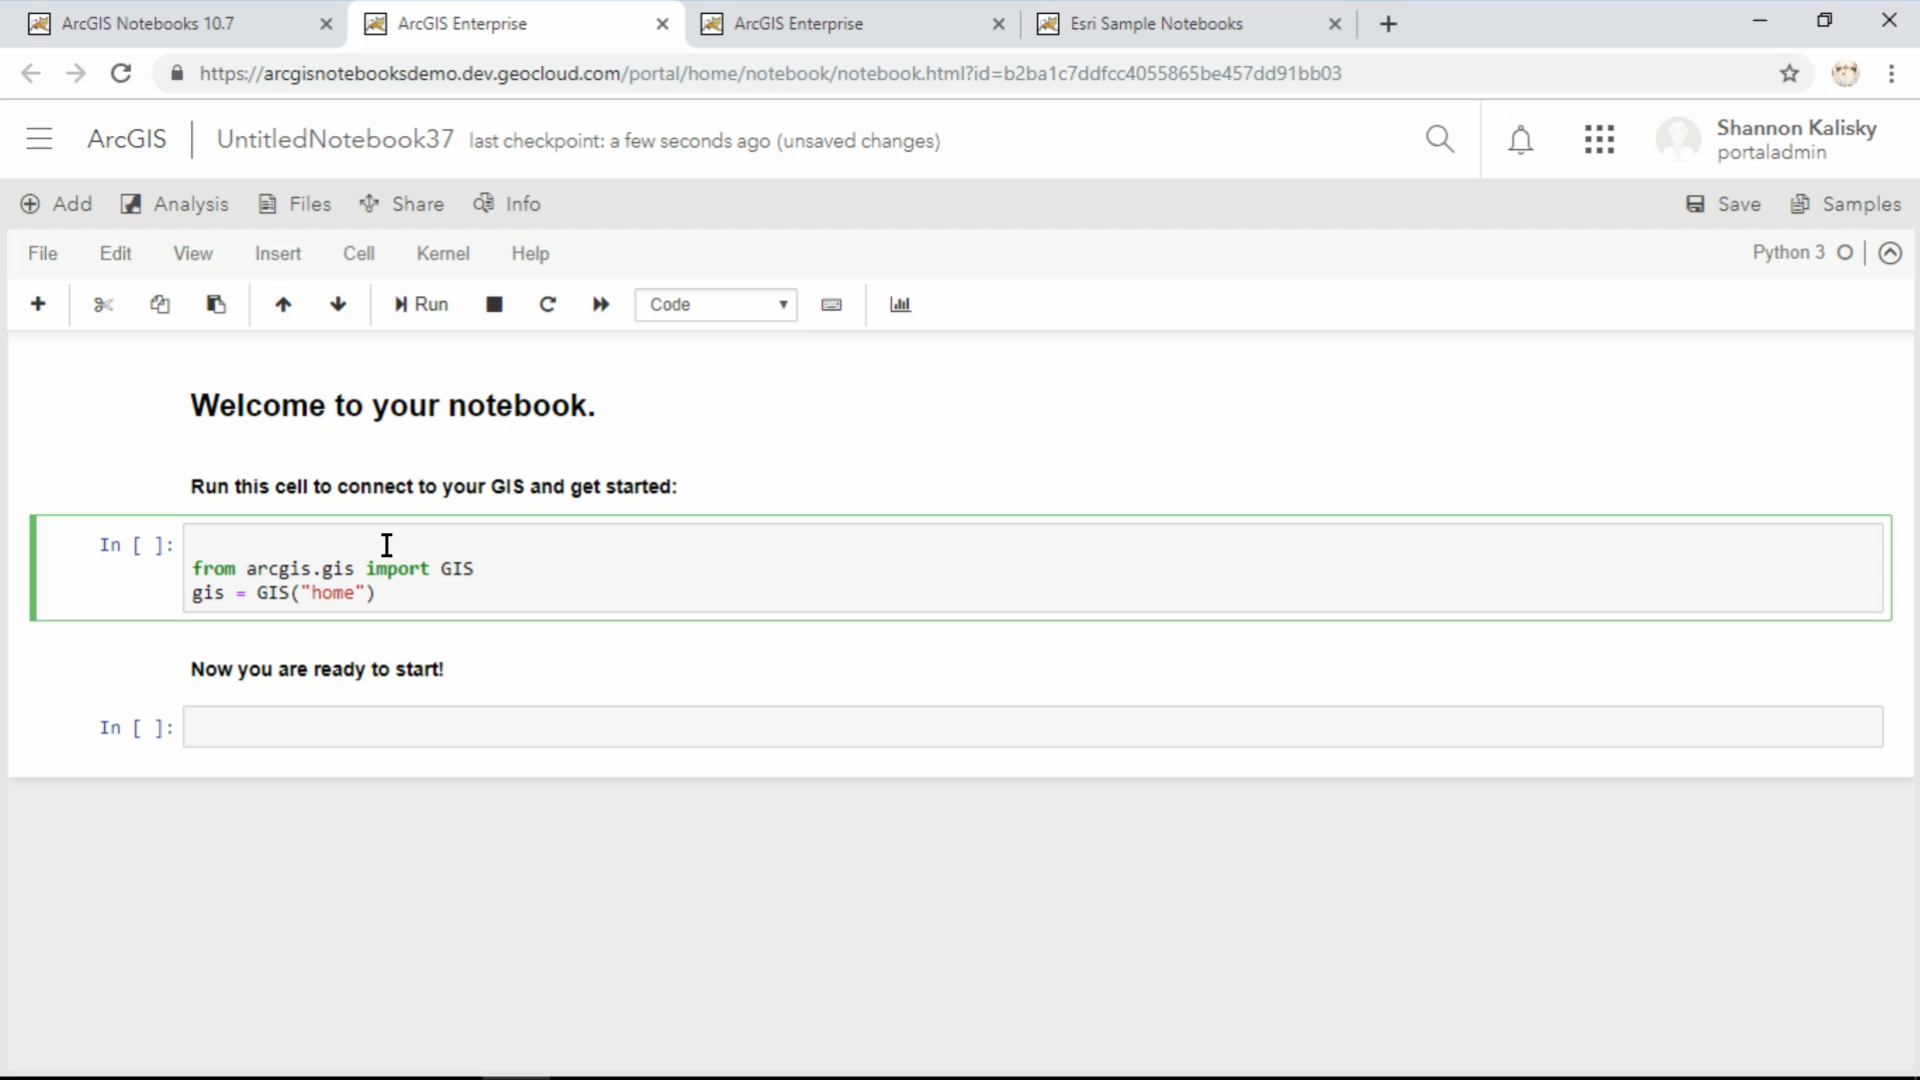 ArcGIS Notebooks 10.7
ArcGIS Enterprise
ArcGIS Enterprise
Esri Sample Notebooks
https://arcgisnotebooksdemo.dev.geocloud.com/portal/home/notebook/notebook.html?id=b2ba1c7ddfcc4055865be457dd91bb03
ArcGIS
UntitledNotebook37 last checkpoint: a few seconds ago (unsaved changes)
Shannon Kalisky
portaladmin
Add Analysis Files Share Info Save Samples
File Edit View Insert Cell Kernel Help Python 3
Run Code
Welcome to your notebook.
Run this cell to connect to your GIS and get started:
In [ ]:
from arcgis.gis import GIS
gis = GIS("home")
Now you are ready to start!
In [ ]: